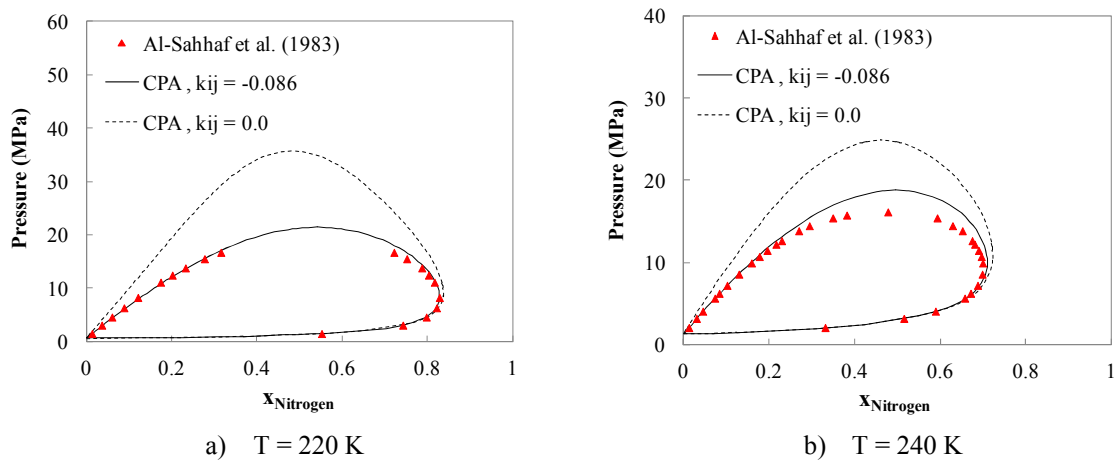 60
50
40
30
20
10
0
Pressure (MPa)
Al-Sahhaf et al. (1983)
CPA , kij = -0.086
CPA , kij = 0.0
0
0.2
0.4
0.6
0.8
1
xNitrogen
a) T = 220 K
40
30
20
10
0
Pressure (MPa)
Al-Sahhaf et al. (1983)
CPA , kij = -0.086
CPA , kij = 0.0
0
0.2
0.4
0.6
0.8
1
xNitrogen
b) T = 240 K